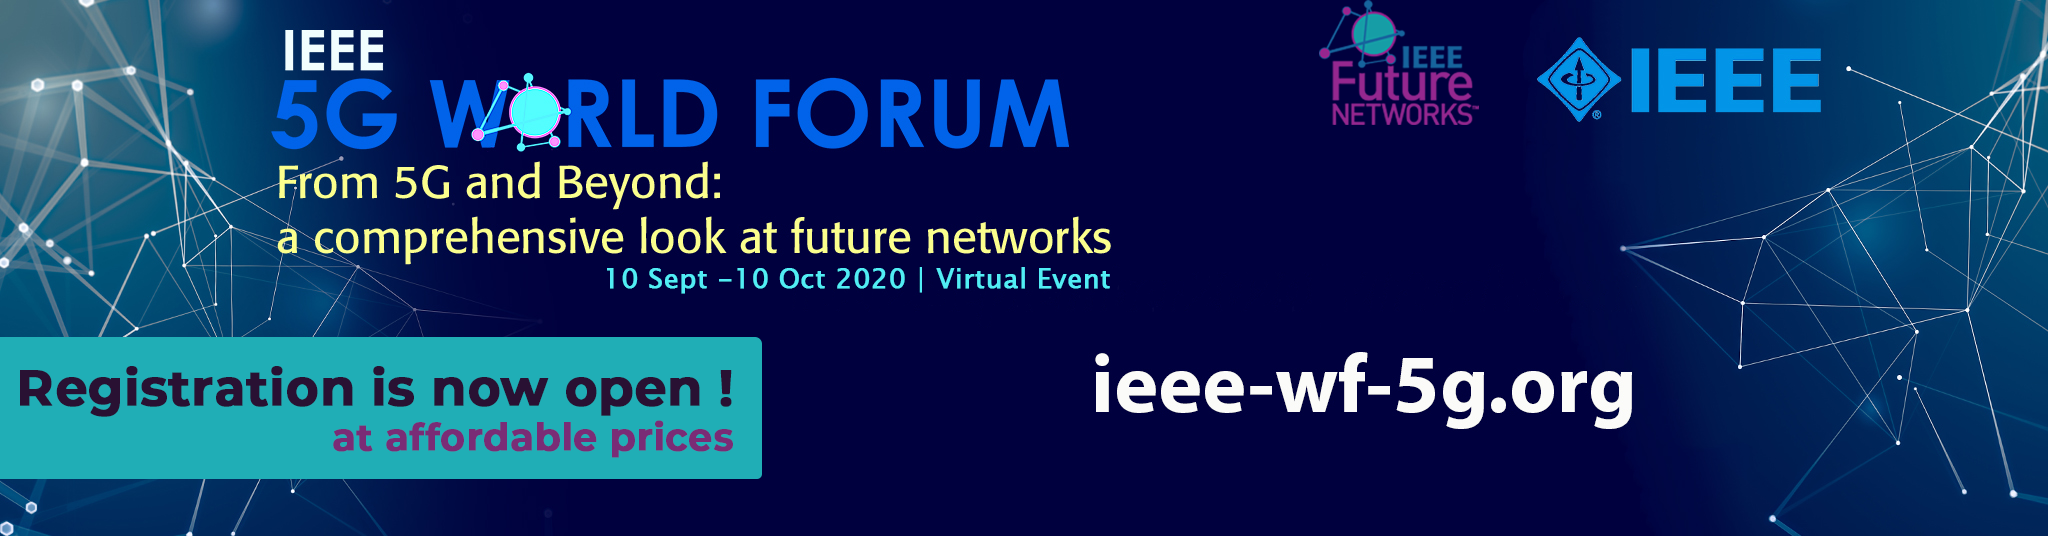 IEEE
5G WORLD FORUM
From 5G and Beyond:
a comprehensive look at future networks
10 Sept –10 Oct 2020 | Virtual Event
IEEE
Future
NETWORKS™
IEEE
®
Registration is now open !
at affordable prices
ieee-wf-5g.org